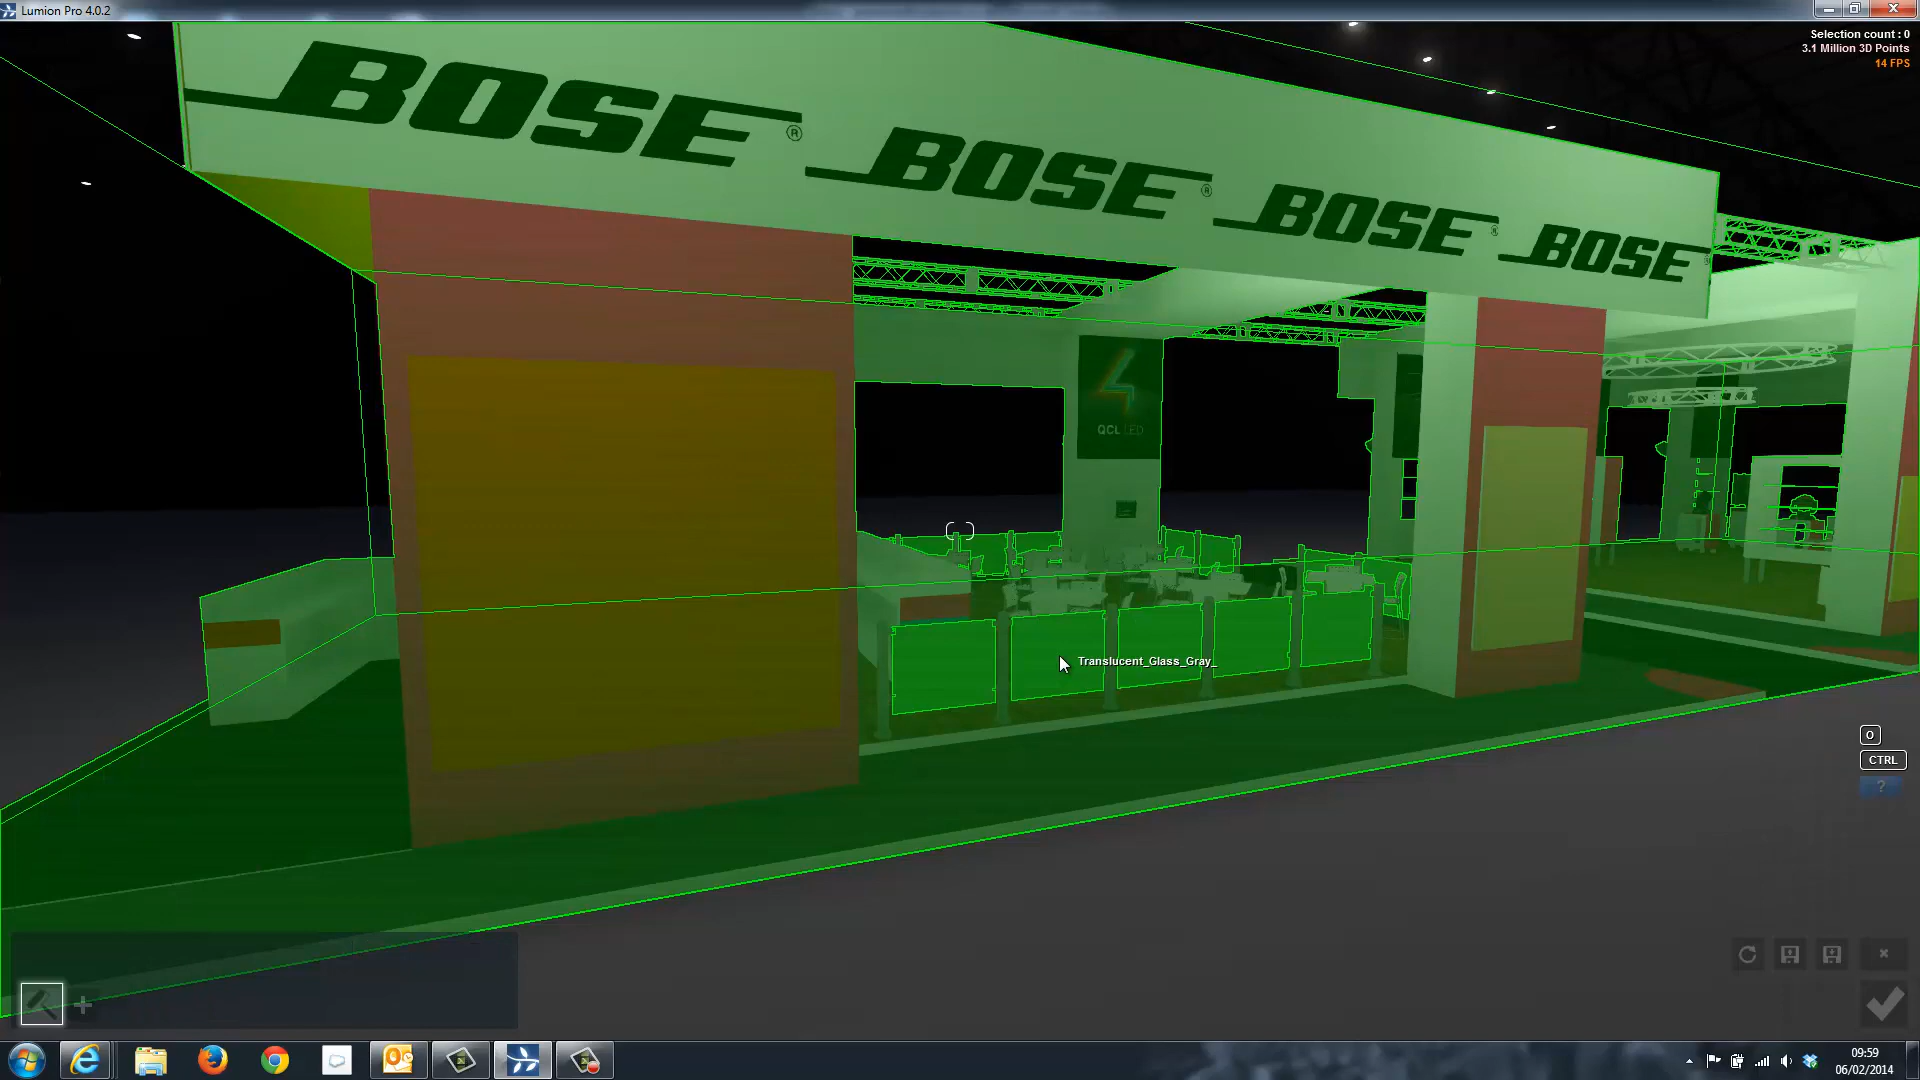 Lumion Pro 4.0.2
Selection count : 0
3.1 Million 3D Points
14 FPS
BOSE®
BOSE®
BOSE®
BOSE
QCL LED
Translucent_Glass_Gray_
O
CTRL
?
09:59
06/02/2014